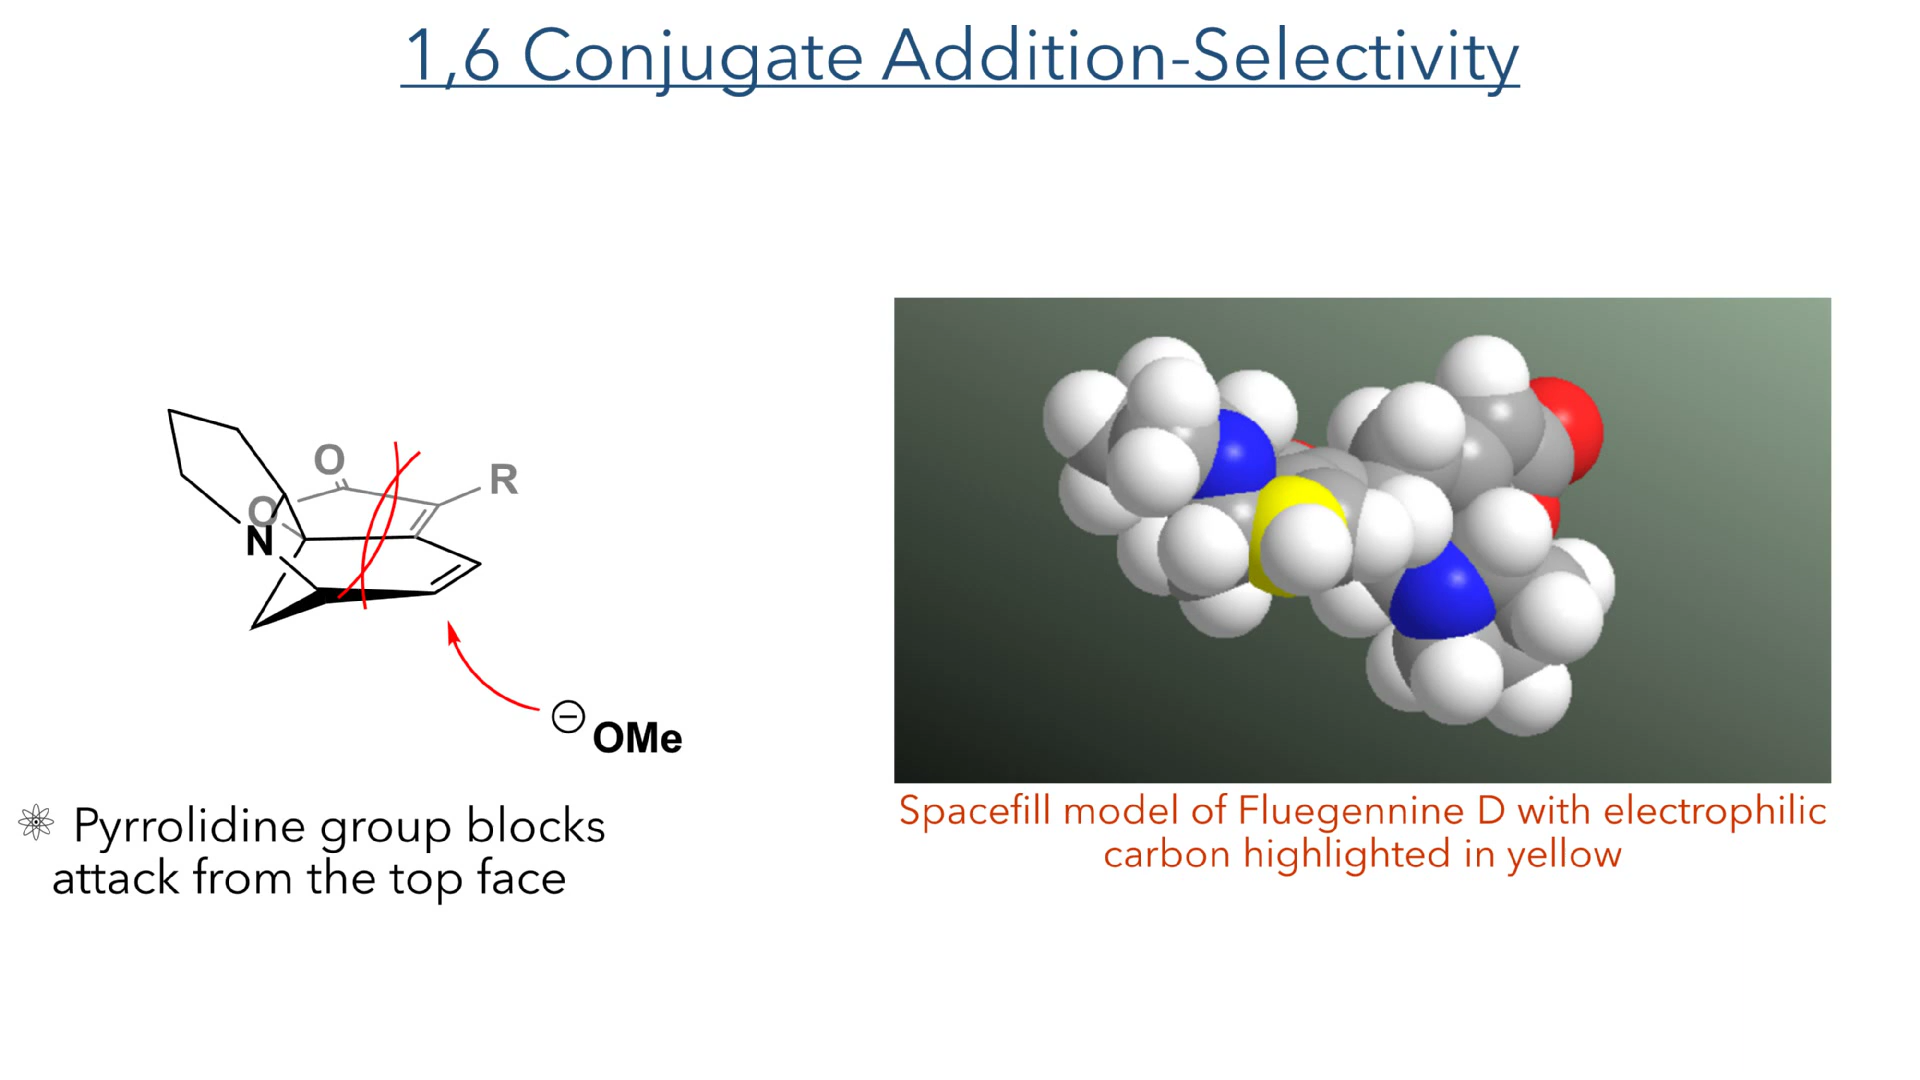 1,6 Conjugate Addition-Selectivity
O
R
O
N
⊖
OMe
Pyrrolidine group blocks
attack from the top face
Spacefill model of Fluegennine D with electrophilic
carbon highlighted in yellow